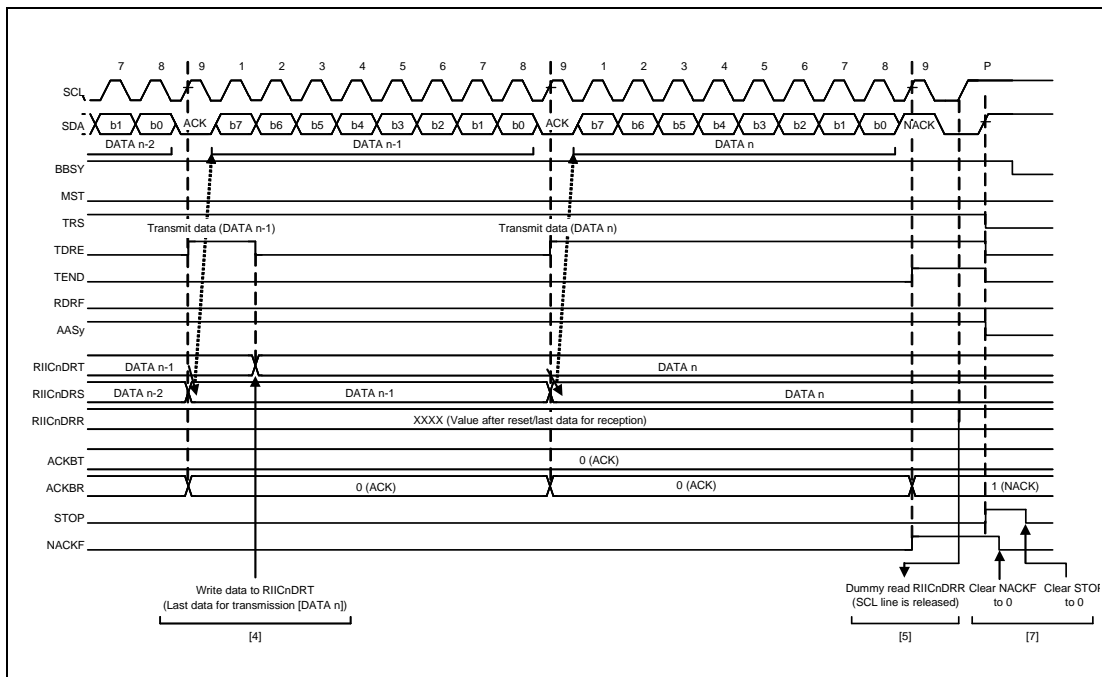 7 8 9 1 2 3 4 5 6 7 8 9 1 2 3 4 5 6 7 8 9 P
SCL
SDA b1 b0 ACK b7 b6 b5 b4 b3 b2 b1 b0 ACK b7 b6 b5 b4 b3 b2 b1 b0 NACK
DATA n-2 DATA n-1 DATA n
BBSY
MST
TRS
Transmit data (DATA n-1) Transmit data (DATA n)
TDRE
TEND
RDRF
AASy
RIICnDRT DATA n-1 DATA n
RIICnDRS DATA n-2 DATA n-1 DATA n
RIICnDRR XXXX (Value after reset/last data for reception)
ACKBT 0 (ACK)
ACKBR 0 (ACK) 0 (ACK) 1 (NACK)
STOP
NACKF
Write data to RIICnDRT Dummy read RIICnDRR Clear NACKF Clear STOP
(Last data for transmission [DATA n]) (SCL line is released) to 0 to 0
[4] [5] [7]